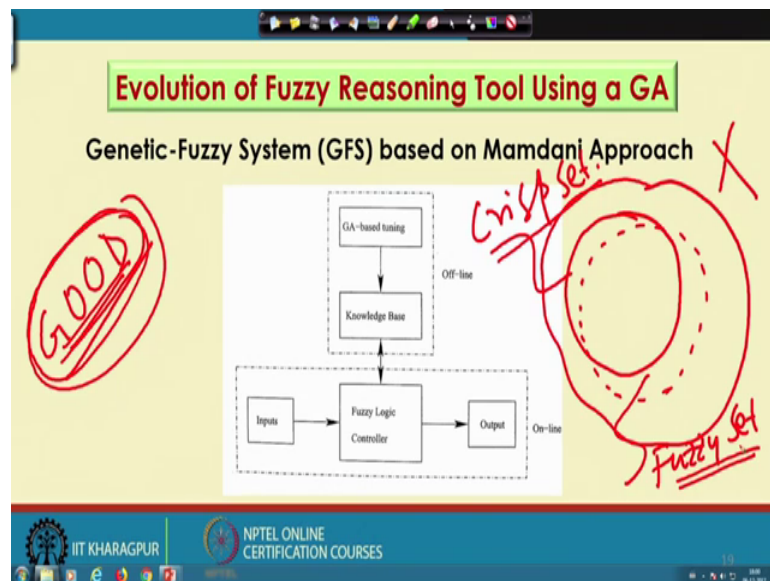 Evolution of Fuzzy Reasoning Tool Using a GA
Genetic-Fuzzy System (GFS) based on Mamdani Approach
X
Crisp Set.
GOOD
GA-based tuning
Off-line
Knowledge Base
Inputs
Fuzzy Logic
Controller
Output
On-line
Fuzzy Set
IIT KHARAGPUR
NPTEL ONLINE
CERTIFICATION COURSES
NPTEL
19